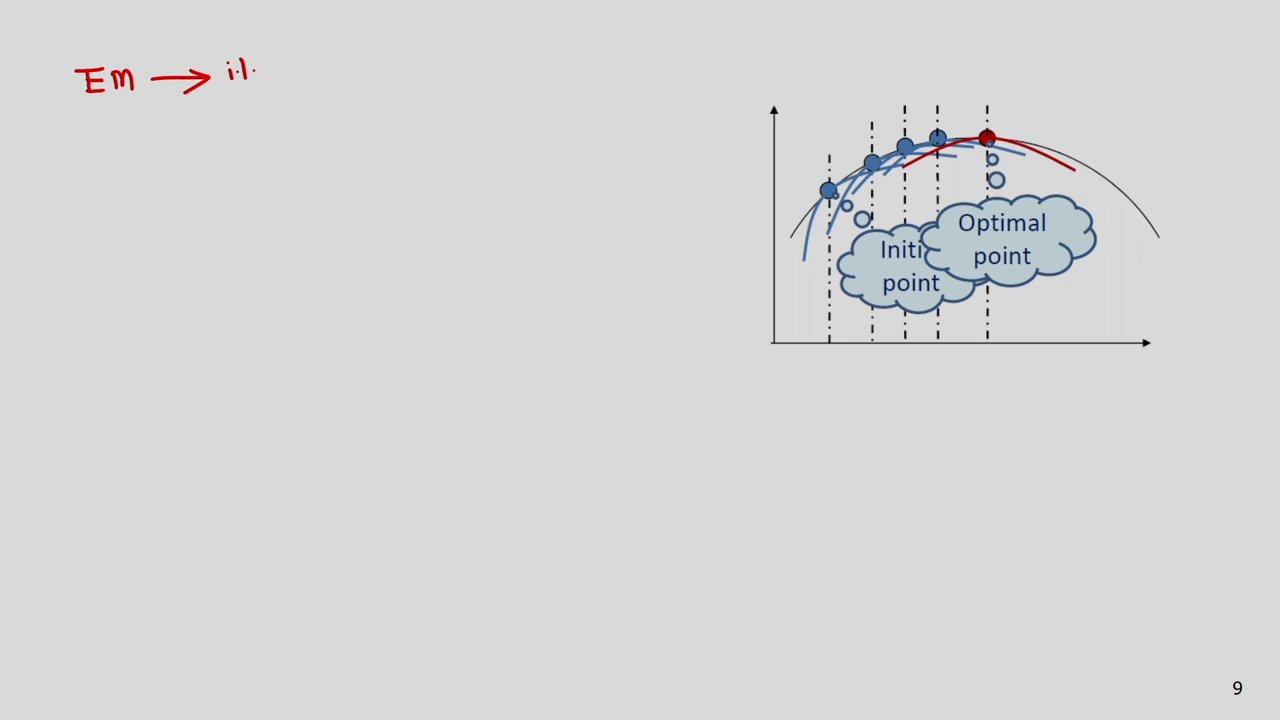 Em → i.i.
Initi
point
Optimal
point
9